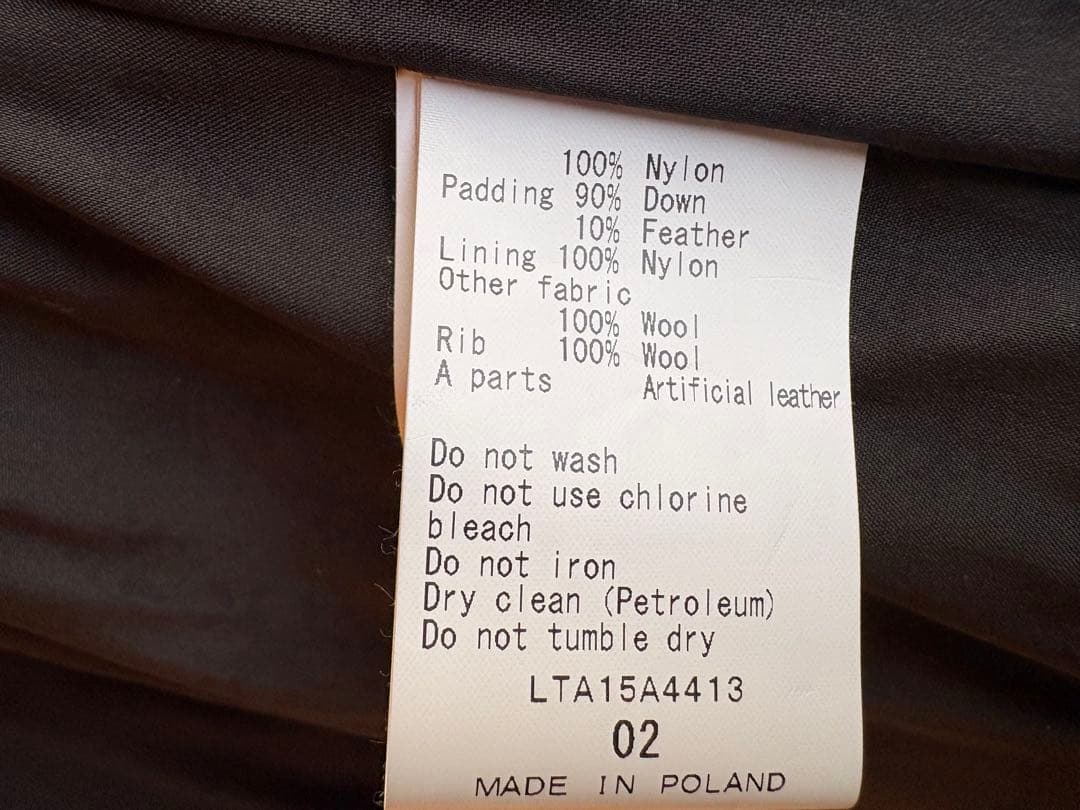 100% Nylon
Padding 90% Down
10% Feather
Lining 100% Nylon
Other fabric
100% Wool
Rib 100% Wool
A parts Artificial leather
Do not wash
Do not use chlorine
bleach
Do not iron
Dry clean (Petroleum)
Do not tumble dry
LTA15A4413
02
MADE IN POLAND